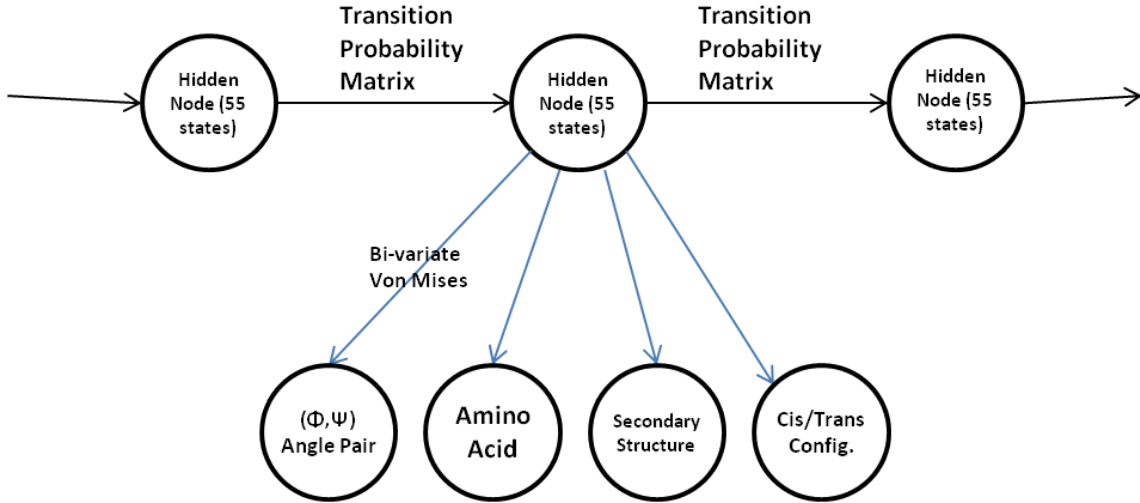 Transition
Probability
Matrix
Transition
Probability
Matrix
Hidden
Node (55
states)
Hidden
Node (55
states)
Hidden
Node (55
states)
Bi-variate
Von Mises
(Φ,Ψ)
Angle Pair
Amino
Acid
Secondary
Structure
Cis/Trans
Config.